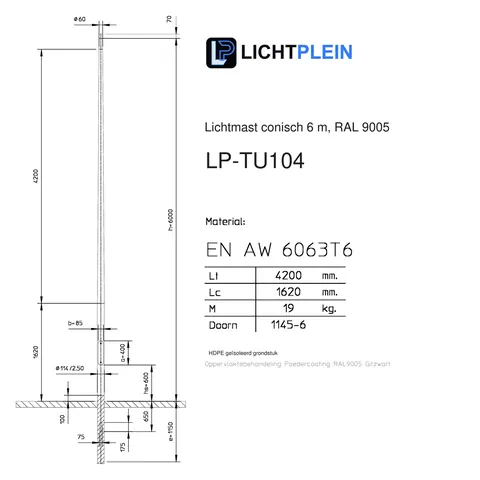 ø60
70
LP LICHTPLEIN
Lichtmast conisch 6 m, RAL 9005
LP-TU104
4200
h=6000
Material:
EN AW 6063T6
Lt 4200 mm.
Lc 1620 mm.
M 19 kg.
Doorn 1145-6
b=85
HDPE geïsoleerd grondstuk
Oppervlaktebehandeling: Poedercoating RAL9005 Gitzwart
1620
a=400
ø114/2,50
hs=600
100
650
e=1150
75
175